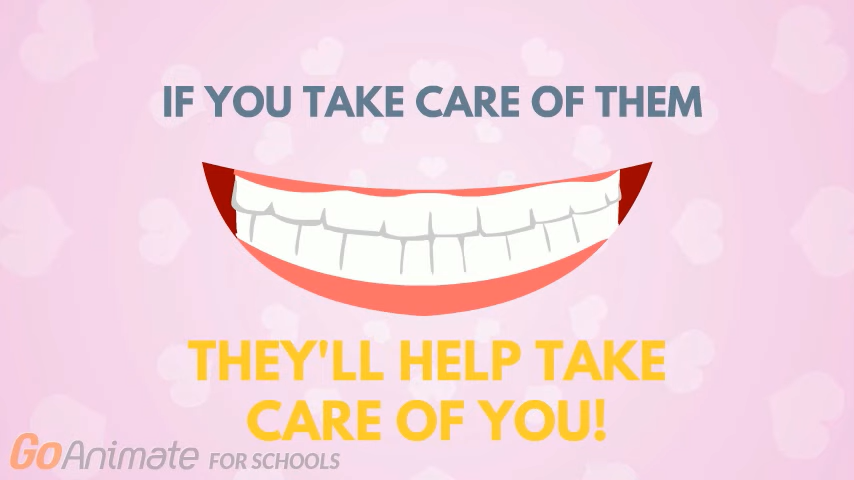 IF YOU TAKE CARE OF THEM
THEY'LL HELP TAKE
CARE OF YOU!
GoAnimate FOR SCHOOLS